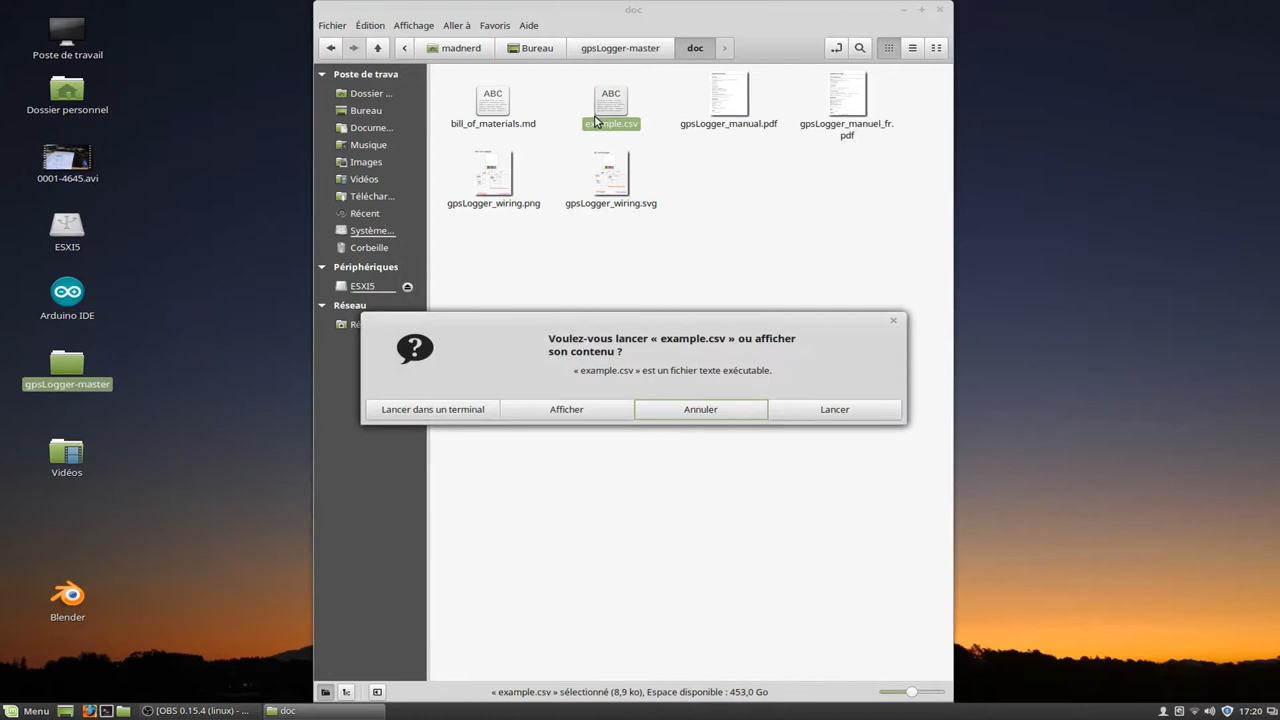 doc
Fichier Édition Affichage Aller à Favoris Aide
madnerd Bureau gpsLogger-master doc
Poste de travail
Dossier personnel
0001-4645.avi
ESXI5
Arduino IDE
gpsLogger-master
Vidéos
Blender
Poste de trava
Dossier ...
Bureau
Docume...
Musique
Images
Vidéos
Téléchar...
Récent
Système...
Corbeille
Périphériques
ESXI5
Réseau
Ré
ABC
bill_of_materials.md
ABC
example.csv
gpsLogger_manual.pdf
gpsLogger_manuel_fr.
pdf
gpsLogger_wiring.png
gpsLogger_wiring.svg
Voulez-vous lancer « example.csv » ou afficher
son contenu ?
« example.csv » est un fichier texte exécutable.
Lancer dans un terminal Afficher Annuler Lancer
« example.csv » sélectionné (8,9 ko), Espace disponible : 453,0 Go
Menu [OBS 0.15.4 (linux) - ... doc 17:20